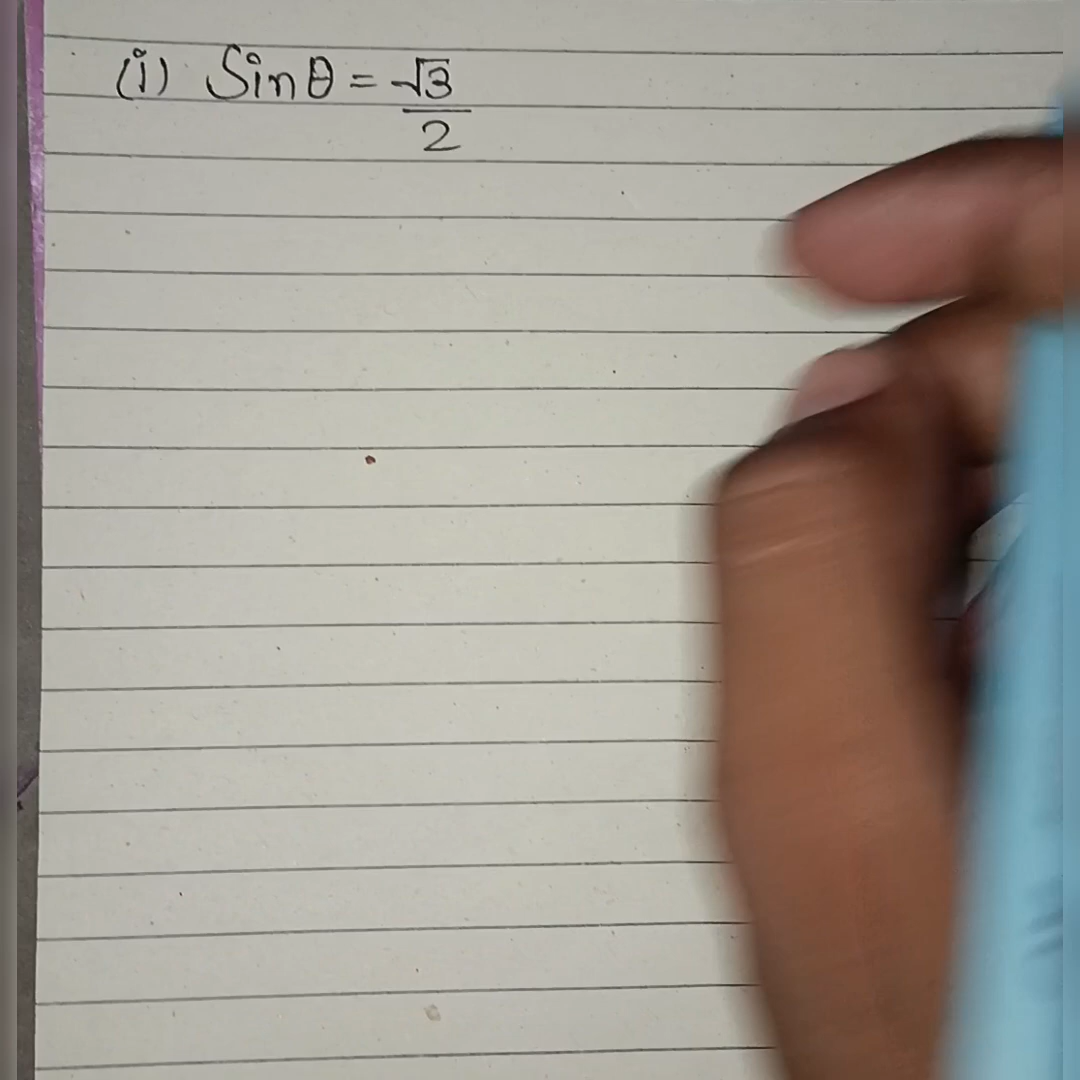 (i) Sinθ = √3/2